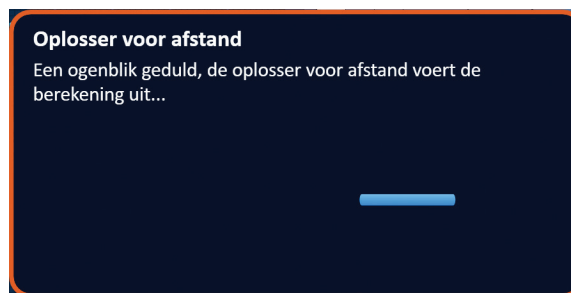 Oplosser voor afstand
Een ogenblik geduld, de oplosser voor afstand voert de
berekening uit...